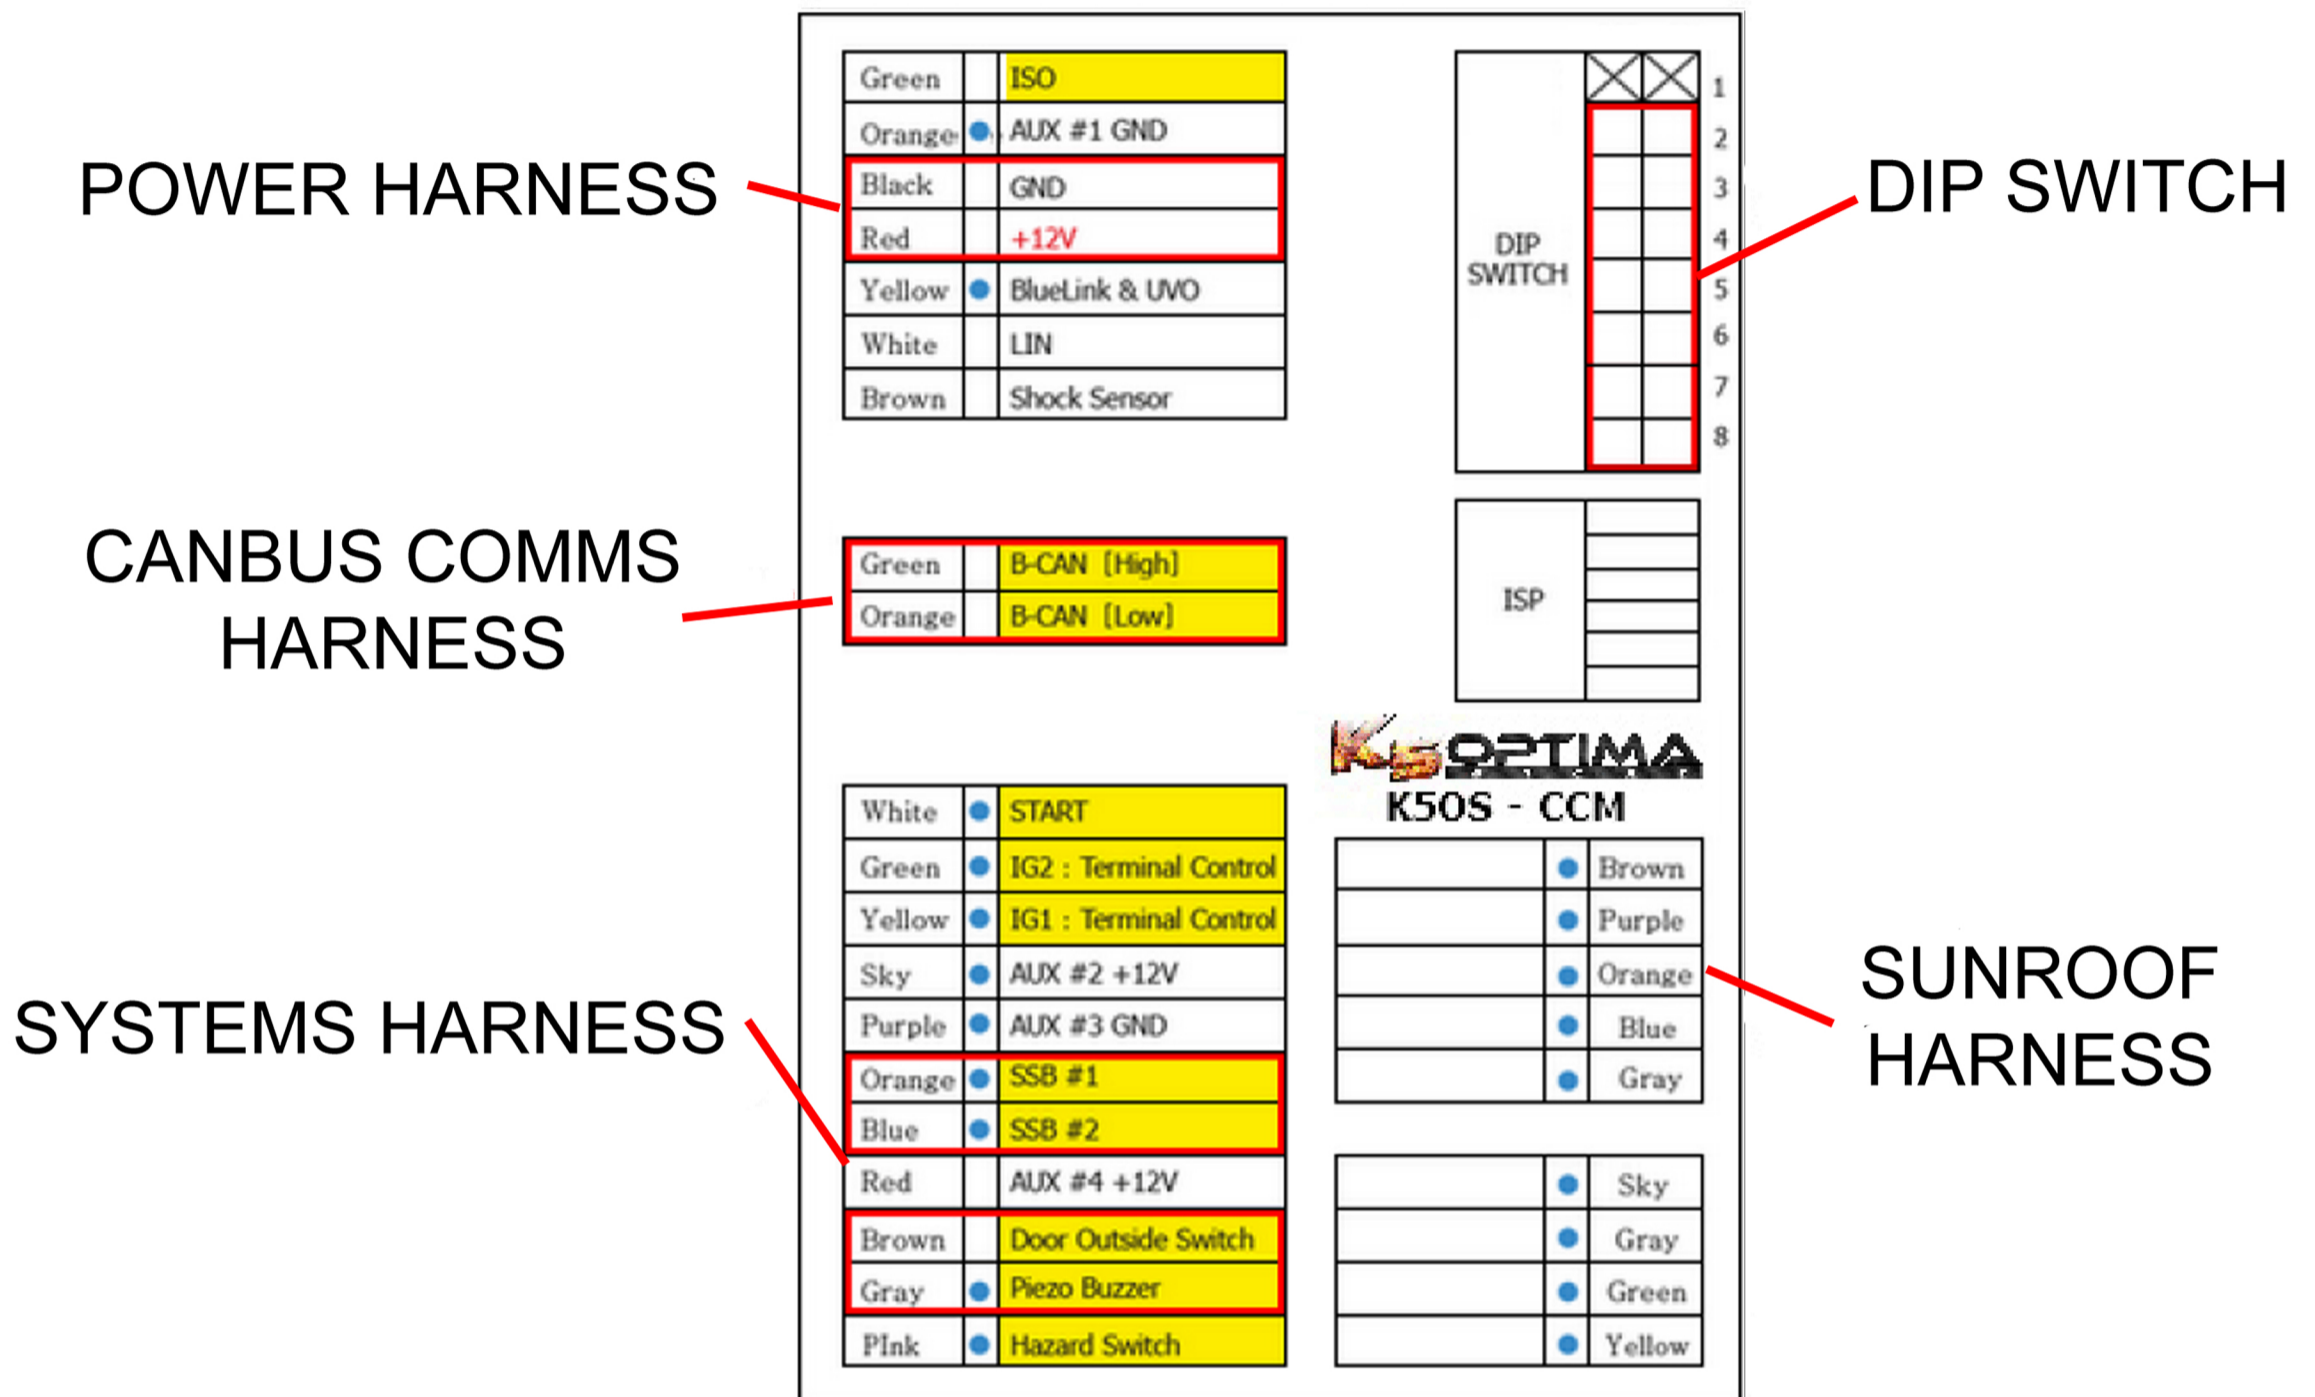 POWER HARNESS
CANBUS COMMS
HARNESS
SYSTEMS HARNESS
Green ISO
Orange AUX #1 GND
Black GND
Red +12V
Yellow BlueLink & UVO
White LIN
Brown Shock Sensor
Green B-CAN [High]
Orange B-CAN [Low]
White START
Green IG2 : Terminal Control
Yellow IG1 : Terminal Control
Sky AUX #2 +12V
Purple AUX #3 GND
Orange SSB #1
Blue SSB #2
Red AUX #4 +12V
Brown Door Outside Switch
Gray Piezo Buzzer
PInk Hazard Switch
DIP
SWITCH
1
2
3
4
5
6
7
8
ISP
K5OPTIMA
K5OS - CCM
Brown
Purple
Orange
Blue
Gray
Sky
Gray
Green
Yellow
DIP SWITCH
SUNROOF
HARNESS